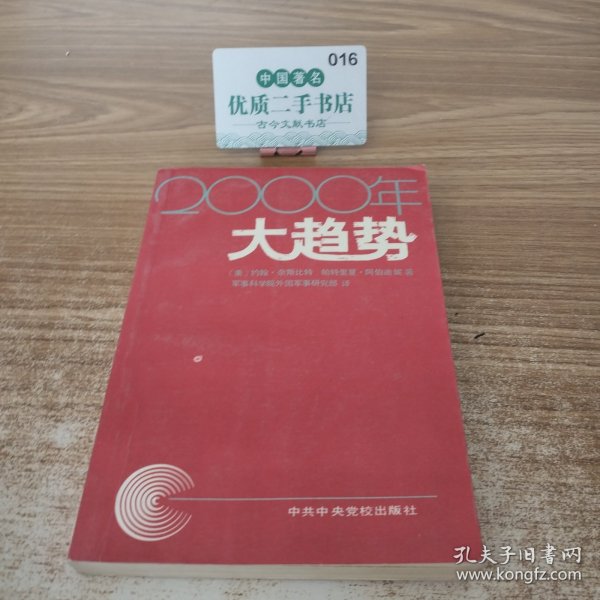 016
中国著名
优质二手书店
古今文献书店
2000年
大趋势
（美）约翰·奈斯比特 帕特里夏·阿伯迪妮 著
军事科学院外国军事研究部 译
中共中央党校出版社
孔夫子旧书网
www.kongfz.com